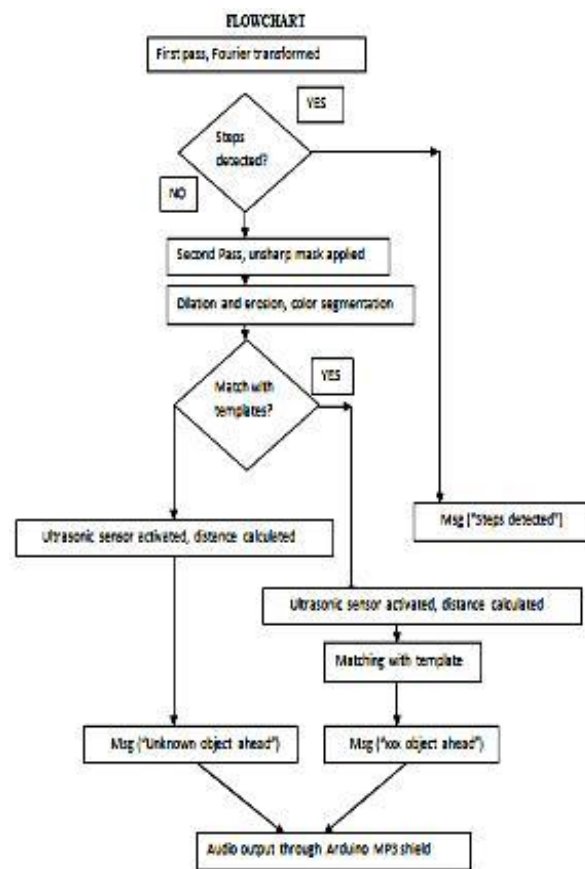 FLOWCHART
First pass, Fourier transformed
YES
Steps
detected?
NO
Second Pass, unsharp mask applied
Dilation and erosion, color segmentation
YES
Match with
templates?
Msg ("Steps detected")
Ultrasonic sensor activated, distance calculated
Ultrasonic sensor activated, distance calculated
Matching with template
Msg ("Unknown object ahead")
Msg ("xxx object ahead")
Audio output through Arduino MP3 shield